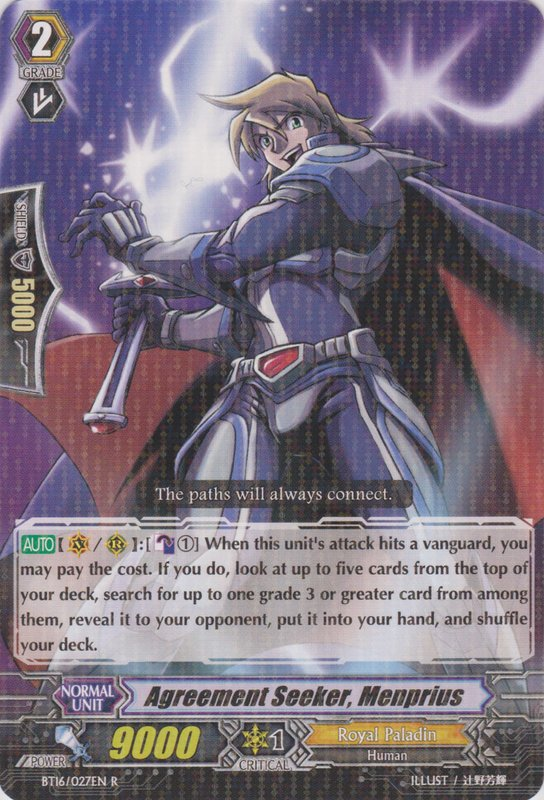 2
GRADE
SHIELD
5000
The paths will always connect.
AUTO【 V / R 】:[①] When this unit's attack hits a vanguard, you
may pay the cost. If you do, look at up to five cards from the top of
your deck, search for up to one grade 3 or greater card from among
them, reveal it to your opponent, put it into your hand, and shuffle
your deck.
NORMAL
UNIT
Agreement Seeker, Menprius
POWER
9000
1
CRITICAL
Royal Paladin
Human
BT16/027EN R
ILLUST / 辻野芳輝